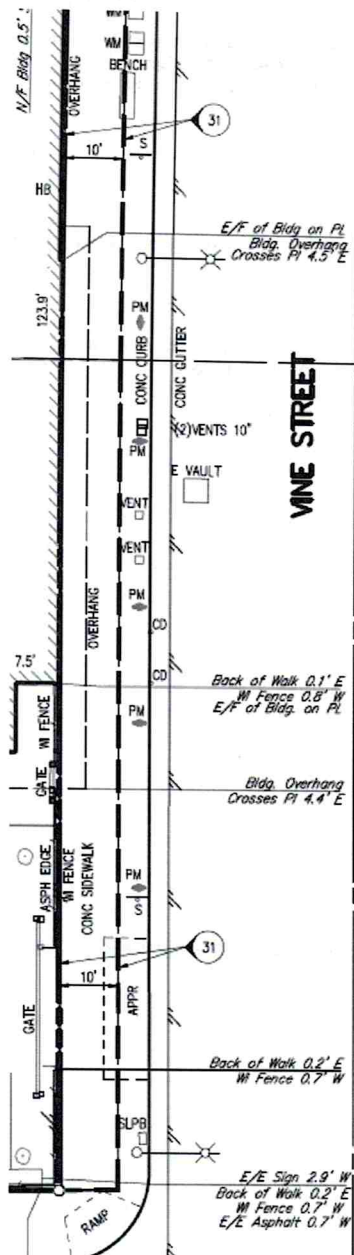 N/F Bldg 0.5'
WM
WM
BENCH
OVERHANG
31
10'
S
HB
E/F of Bldg on PL
Bldg. Overhang
Crosses Pl 4.5' E
123.9'
PM
CONC CURB
CONC GUTTER
VINE STREET
(2)VENTS 10"
PM
E VAULT
VENT
VENT
PM
OVERHANG
CD
7.5'
CD
Back of Walk 0.1' E
WI Fence 0.8' W
E/F of Bldg. on PL
WI FENCE
PM
GATE
Bldg. Overhang
Crosses Pl 4.4' E
ASPH EDGE
WI FENCE
CONC SIDEWALK
PM
S
31
10'
APPR
GATE
Back of Walk 0.2' E
WI Fence 0.7' W
SLPB
E/E Sign 2.9' W
Back of Walk 0.2' E
WI Fence 0.7' W
E/E Asphalt 0.7' W
RAMP